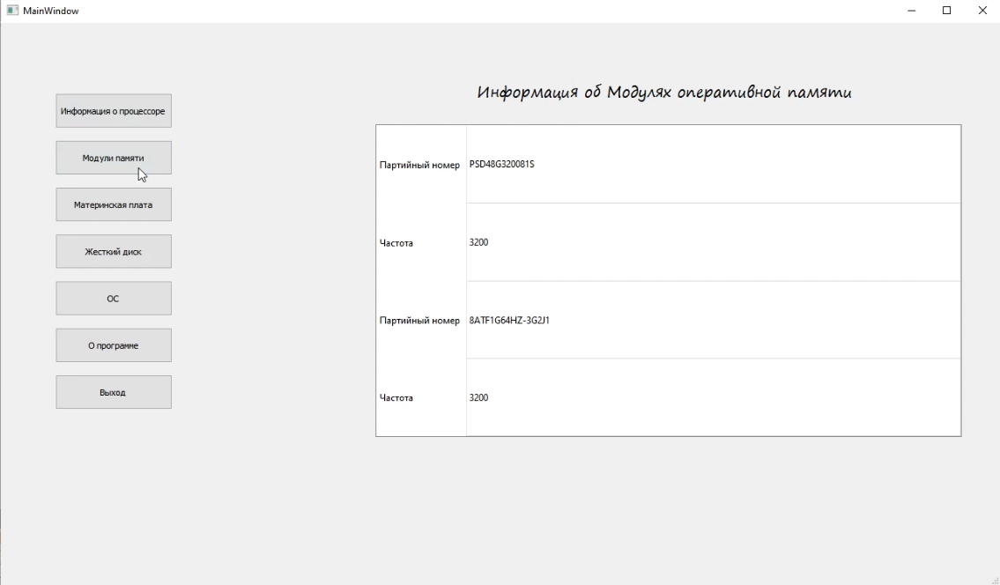 MainWindow
Информация о процессоре
Модули памяти
Материнская плата
Жесткий диск
ОС
О программе
Выход
Информация об Модулях оперативной памяти
Партийный номер PSD48G320081S
Частота 3200
Партийный номер 8ATF1G64HZ-3G2J1
Частота 3200